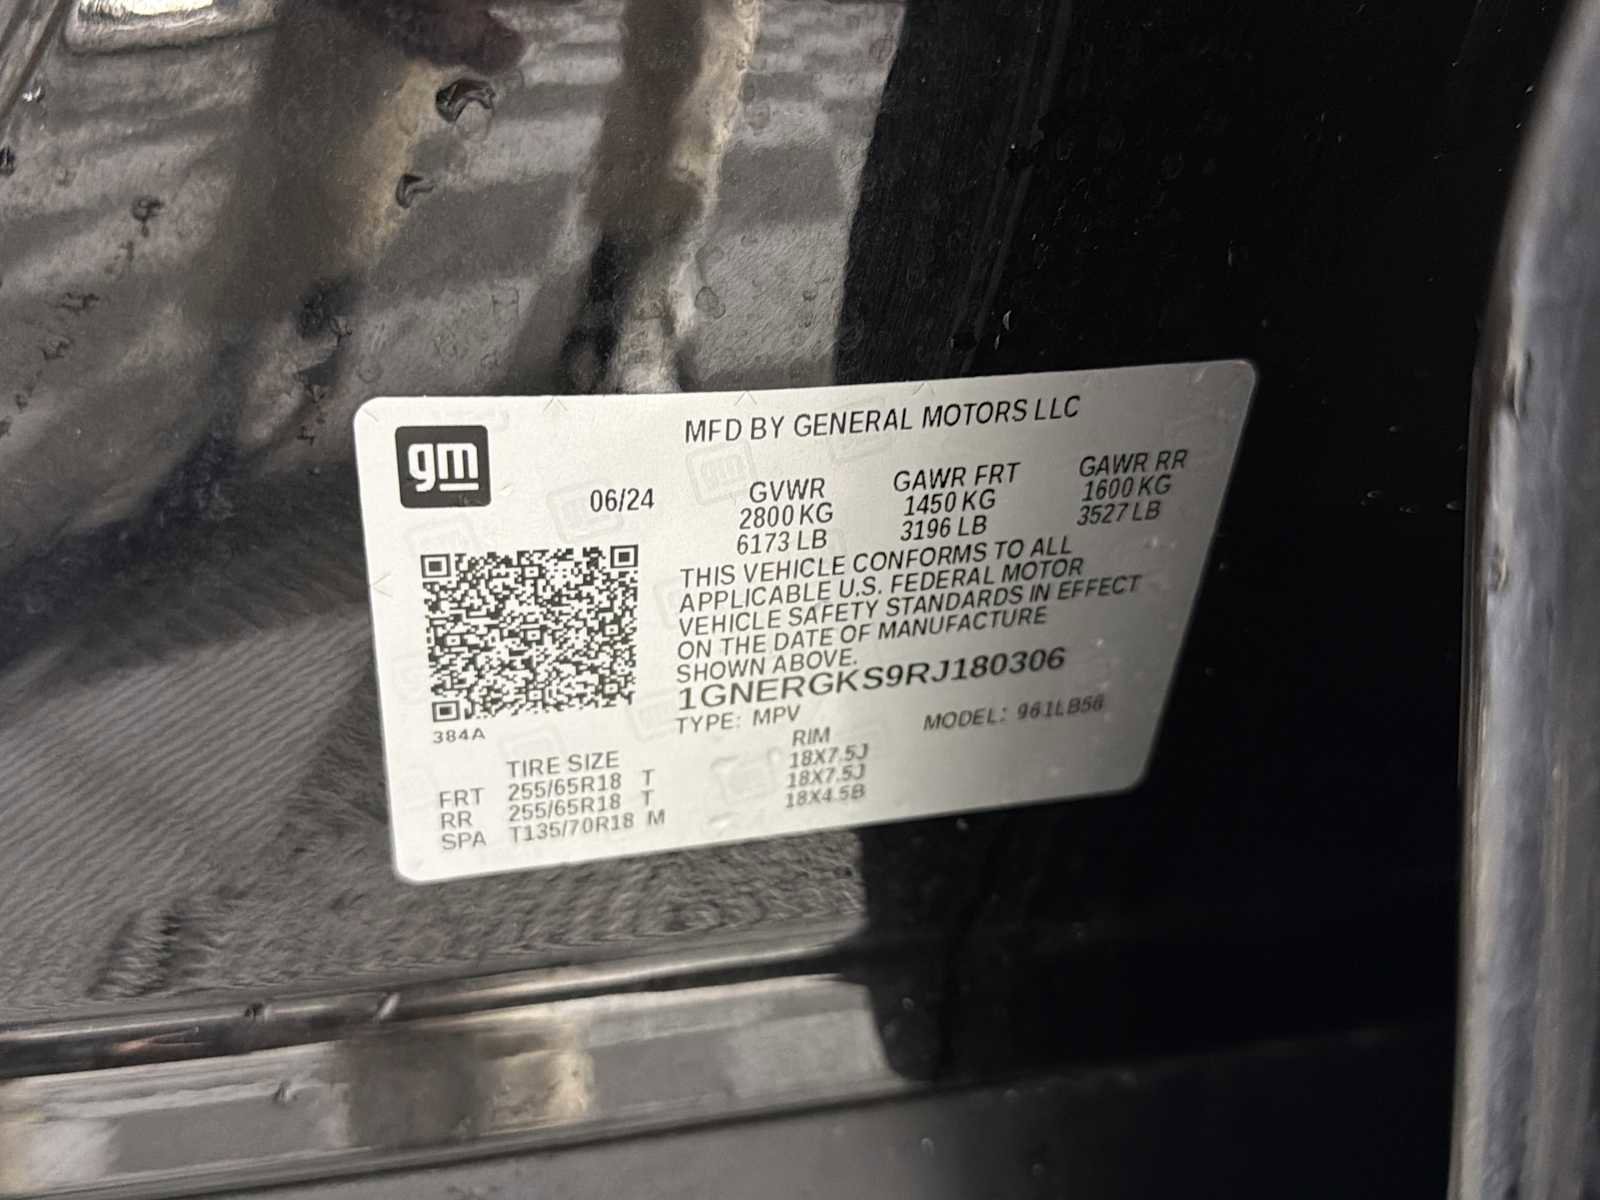 gm
MFD BY GENERAL MOTORS LLC
06/24
GVWR GAWR FRT GAWR RR
2800 KG 1450 KG 1600 KG
6173 LB 3196 LB 3527 LB
THIS VEHICLE CONFORMS TO ALL
APPLICABLE U.S. FEDERAL MOTOR
VEHICLE SAFETY STANDARDS IN EFFECT
ON THE DATE OF MANUFACTURE
SHOWN ABOVE.
1GNERGKS9RJ180306
TYPE: MPV MODEL: 961LB56
384A
TIRE SIZE RIM
FRT 255/65R18 T 18X7.5J
RR 255/65R18 T 18X7.5J
SPA T135/70R18 M 18X4.5B